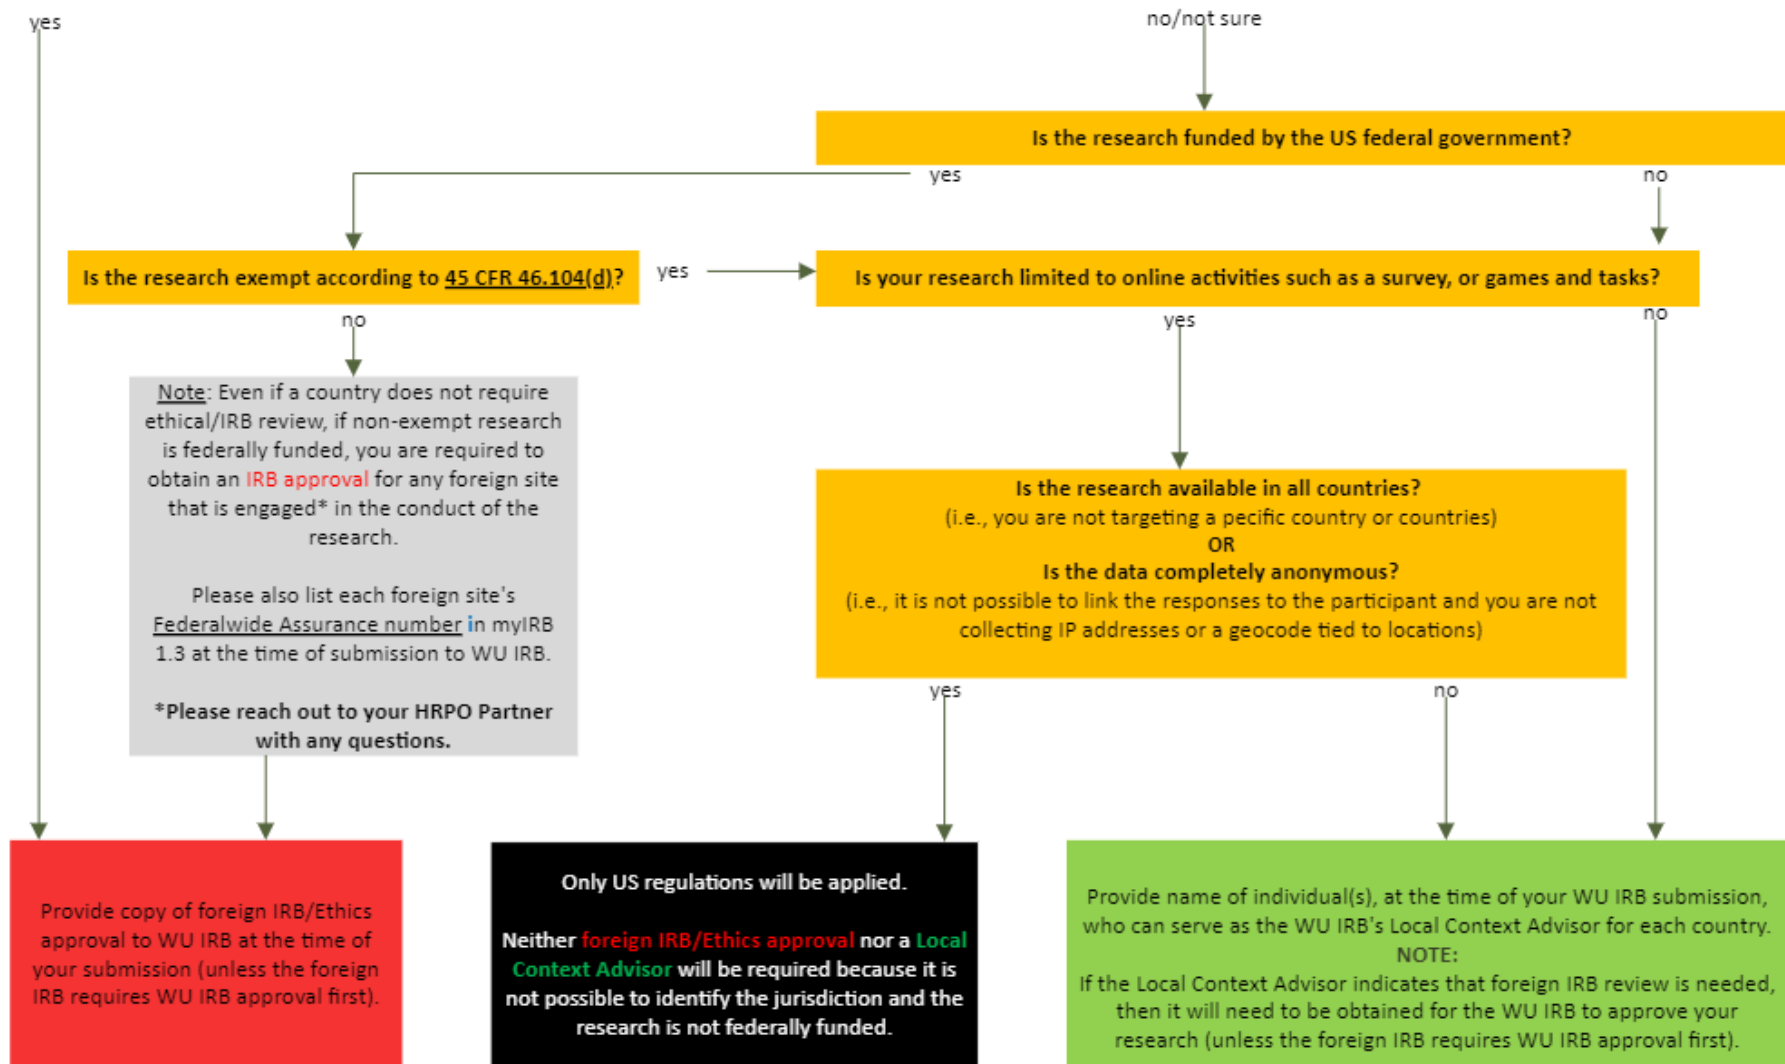 yes
no/not sure
Is the research funded by the US federal government?
yes
no
Is the research exempt according to 45 CFR 46.104(d)?
yes
Is your research limited to online activities such as a survey, or games and tasks?
no
yes
no
Note: Even if a country does not require
ethical/IRB review, if non-exempt research
is federally funded, you are required to
obtain an IRB approval for any foreign site
that is engaged* in the conduct of the
research.
Please also list each foreign site's
Federalwide Assurance number in myIRB
1.3 at the time of submission to WU IRB.
*Please reach out to your HRPO Partner
with any questions.
Is the research available in all countries?
(i.e., you are not targeting a pecific country or countries)
OR
Is the data completely anonymous?
(i.e., it is not possible to link the responses to the participant and you are not
collecting IP addresses or a geocode tied to locations)
yes
no
Provide copy of foreign IRB/Ethics
approval to WU IRB at the time of
your submission (unless the foreign
IRB requires WU IRB approval first).
Only US regulations will be applied.
Neither foreign IRB/Ethics approval nor a Local
Context Advisor will be required because it is
not possible to identify the jurisdiction and the
research is not federally funded.
Provide name of individual(s), at the time of your WU IRB submission,
who can serve as the WU IRB's Local Context Advisor for each country.
NOTE:
If the Local Context Advisor indicates that foreign IRB review is needed,
then it will need to be obtained for the WU IRB to approve your
research (unless the foreign IRB requires WU IRB approval first).